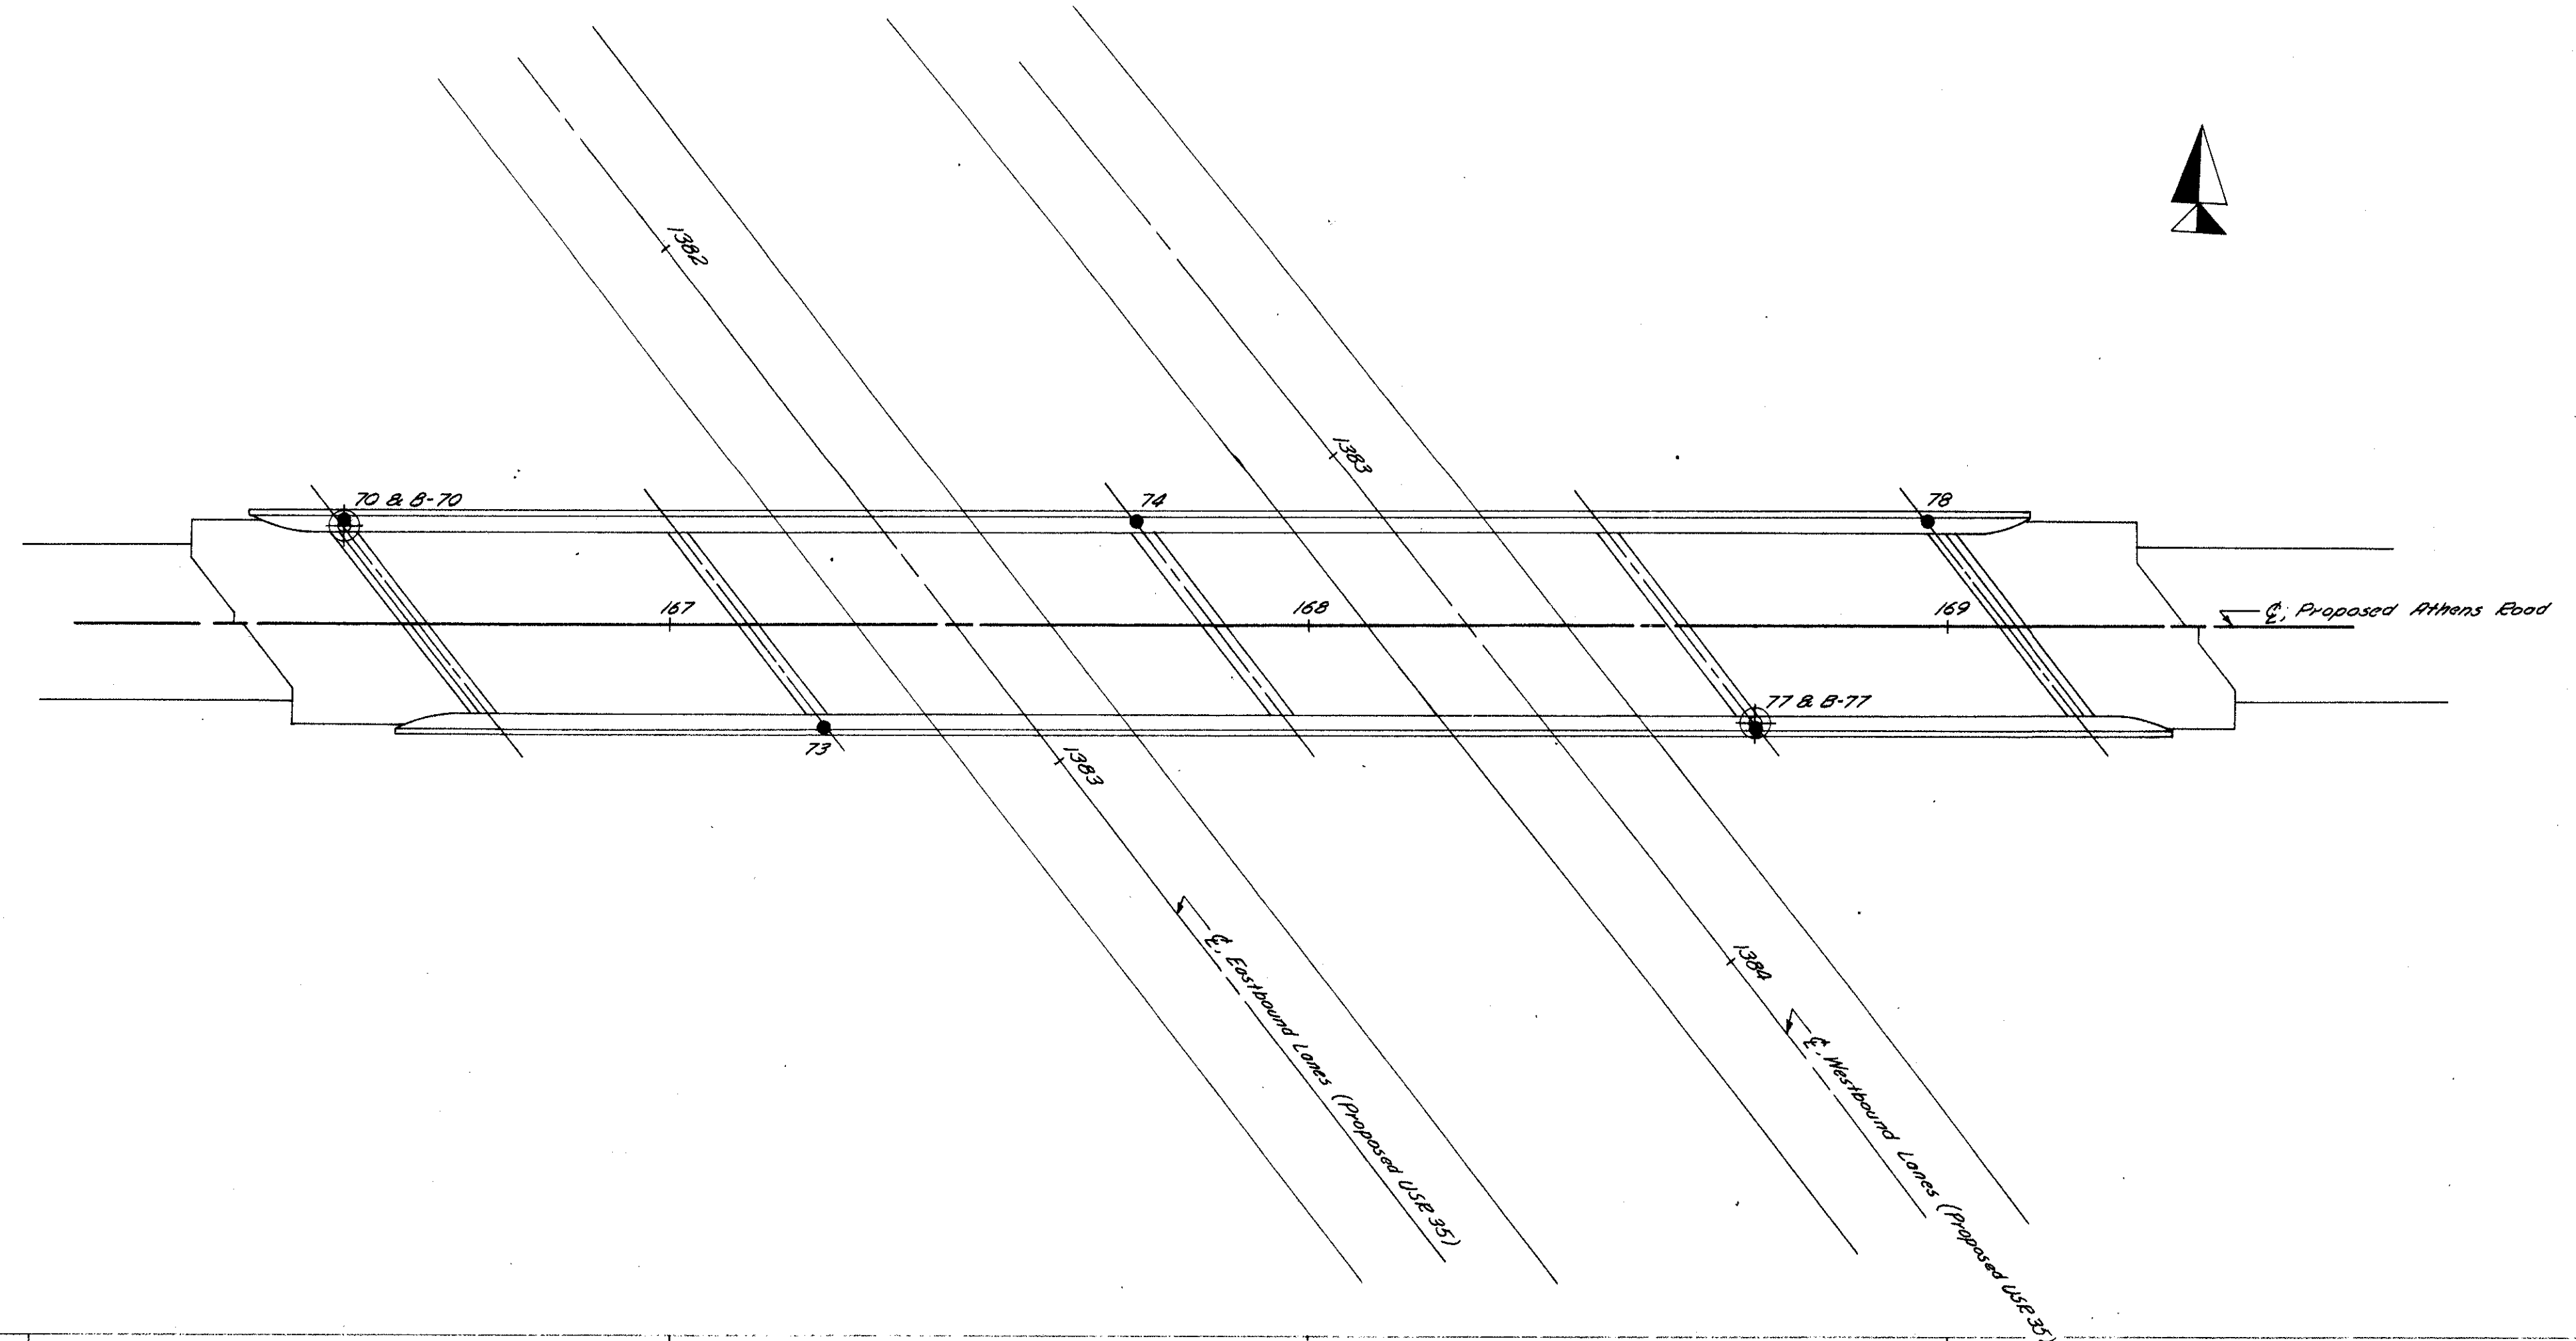 1382
1383
70 & B-70
74
78
167
168
169
℄, Proposed Athens Road
77 & B-77
73
1383
℄, Eastbound Lanes (Proposed USR 35)
1384
℄, Westbound Lanes (Proposed USR 35)